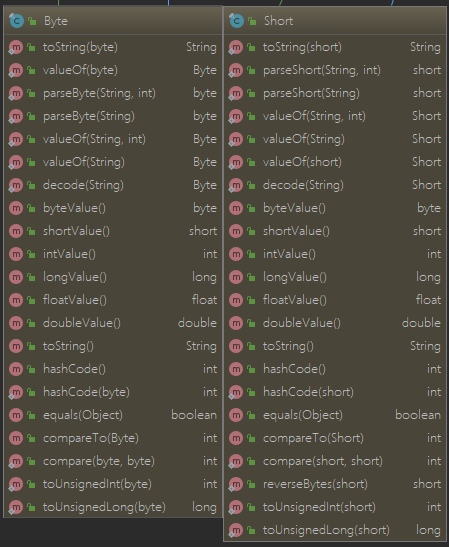 Byte
toString(byte) String
valueOf(byte) Byte
parseByte(String, int) byte
parseByte(String) byte
valueOf(String, int) Byte
valueOf(String) Byte
decode(String) Byte
byteValue() byte
shortValue() short
intValue() int
longValue() long
floatValue() float
doubleValue() double
toString() String
hashCode() int
hashCode(byte) int
equals(Object) boolean
compareTo(Byte) int
compare(byte, byte) int
toUnsignedInt(byte) int
toUnsignedLong(byte) long
Short
toString(short) String
parseShort(String, int) short
parseShort(String) short
valueOf(String, int) Short
valueOf(String) Short
valueOf(short) Short
decode(String) Short
byteValue() byte
shortValue() short
intValue() int
longValue() long
floatValue() float
doubleValue() double
toString() String
hashCode() int
hashCode(short) int
equals(Object) boolean
compareTo(Short) int
compare(short, short) int
reverseBytes(short) short
toUnsignedInt(short) int
toUnsignedLong(short) long